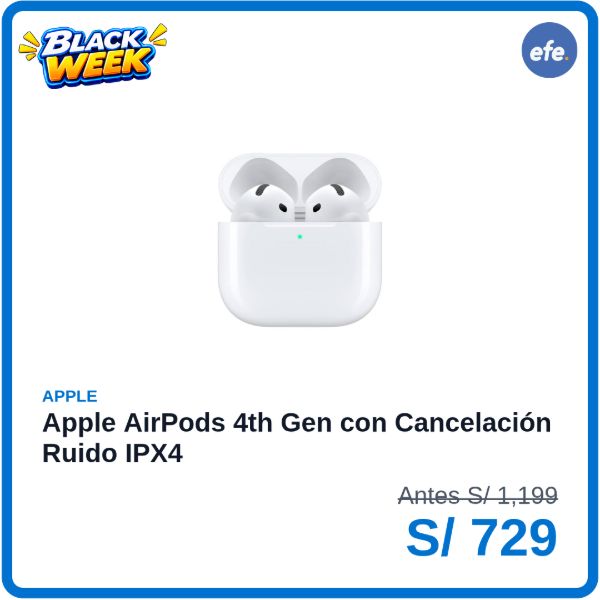 BLACK
WEEK
efe.
APPLE
Apple AirPods 4th Gen con Cancelación
Ruido IPX4
Antes S/ 1,199
S/ 729